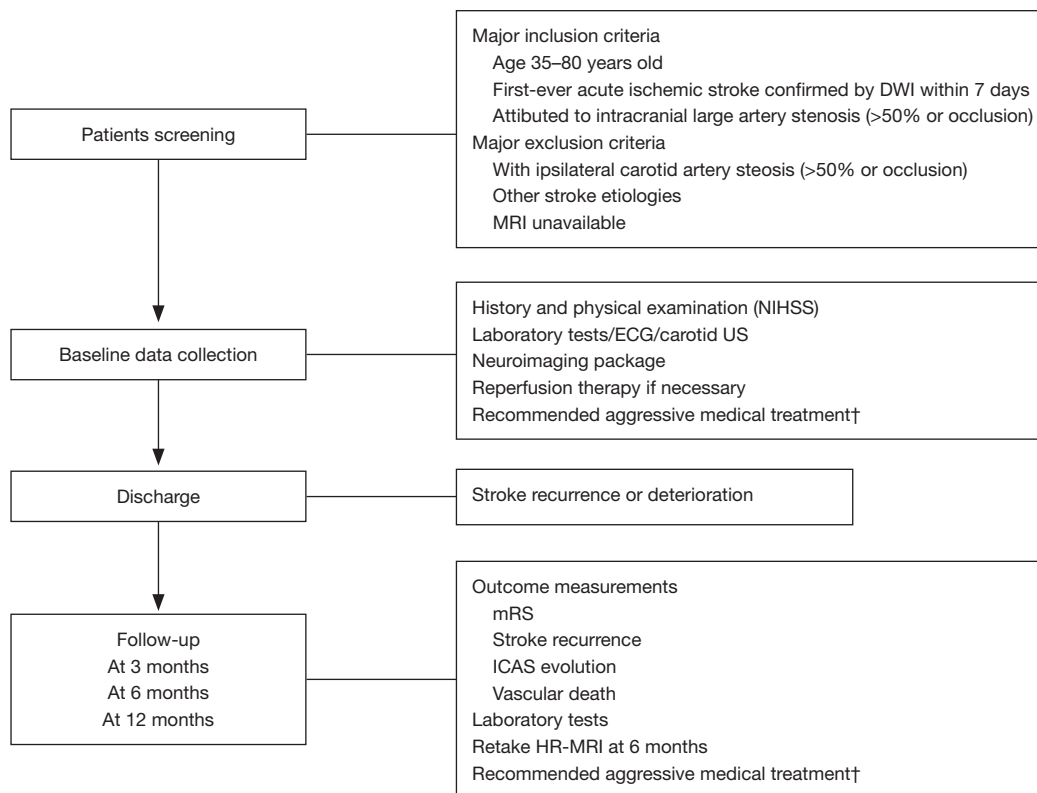 Patients screening
Major inclusion criteria
Age 35–80 years old
First-ever acute ischemic stroke confirmed by DWI within 7 days
Attibuted to intracranial large artery stenosis (>50% or occlusion)
Major exclusion criteria
With ipsilateral carotid artery steosis (>50% or occlusion)
Other stroke etiologies
MRI unavailable
Baseline data collection
History and physical examination (NIHSS)
Laboratory tests/ECG/carotid US
Neuroimaging package
Reperfusion therapy if necessary
Recommended aggressive medical treatment†
Discharge
Stroke recurrence or deterioration
Follow-up
At 3 months
At 6 months
At 12 months
Outcome measurements
mRS
Stroke recurrence
ICAS evolution
Vascular death
Laboratory tests
Retake HR-MRI at 6 months
Recommended aggressive medical treatment†